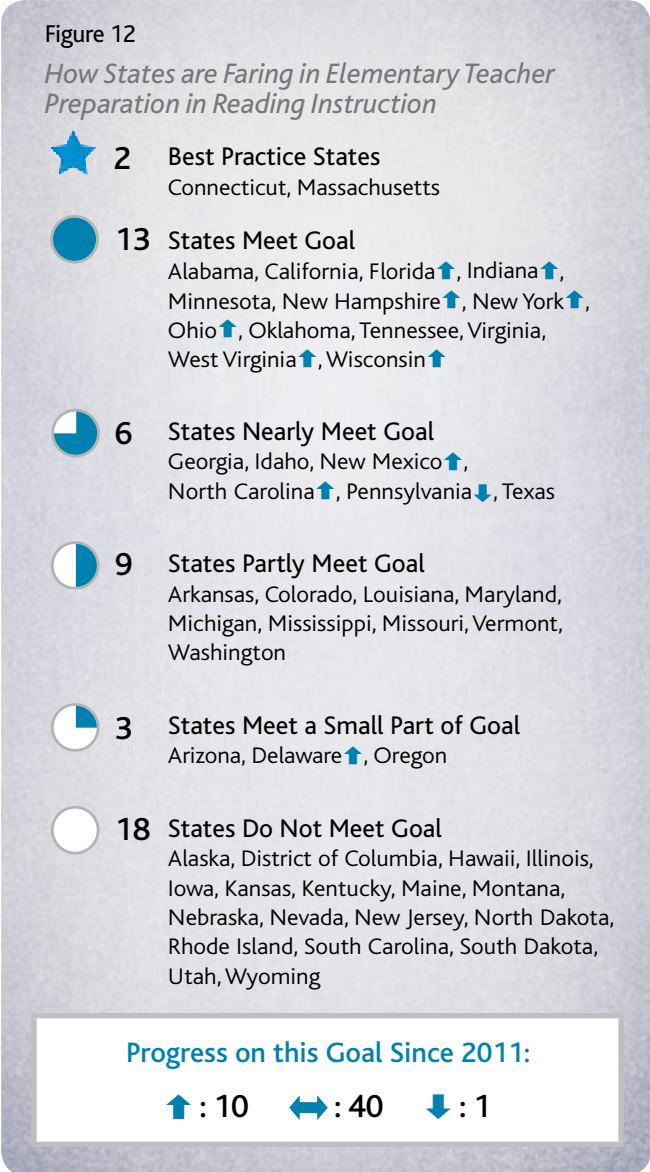 Figure 12
How States are Faring in Elementary Teacher
Preparation in Reading Instruction
2 Best Practice States
Connecticut, Massachusetts
13 States Meet Goal
Alabama, California, Florida⬆, Indiana⬆,
Minnesota, New Hampshire⬆, New York⬆,
Ohio⬆, Oklahoma, Tennessee, Virginia,
West Virginia⬆, Wisconsin⬆
6 States Nearly Meet Goal
Georgia, Idaho, New Mexico⬆,
North Carolina⬆, Pennsylvania⬇, Texas
9 States Partly Meet Goal
Arkansas, Colorado, Louisiana, Maryland,
Michigan, Mississippi, Missouri, Vermont,
Washington
3 States Meet a Small Part of Goal
Arizona, Delaware⬆, Oregon
18 States Do Not Meet Goal
Alaska, District of Columbia, Hawaii, Illinois,
Iowa, Kansas, Kentucky, Maine, Montana,
Nebraska, Nevada, New Jersey, North Dakota,
Rhode Island, South Carolina, South Dakota,
Utah, Wyoming
Progress on this Goal Since 2011:
⬆ : 10 ⬌ : 40 ⬇ : 1